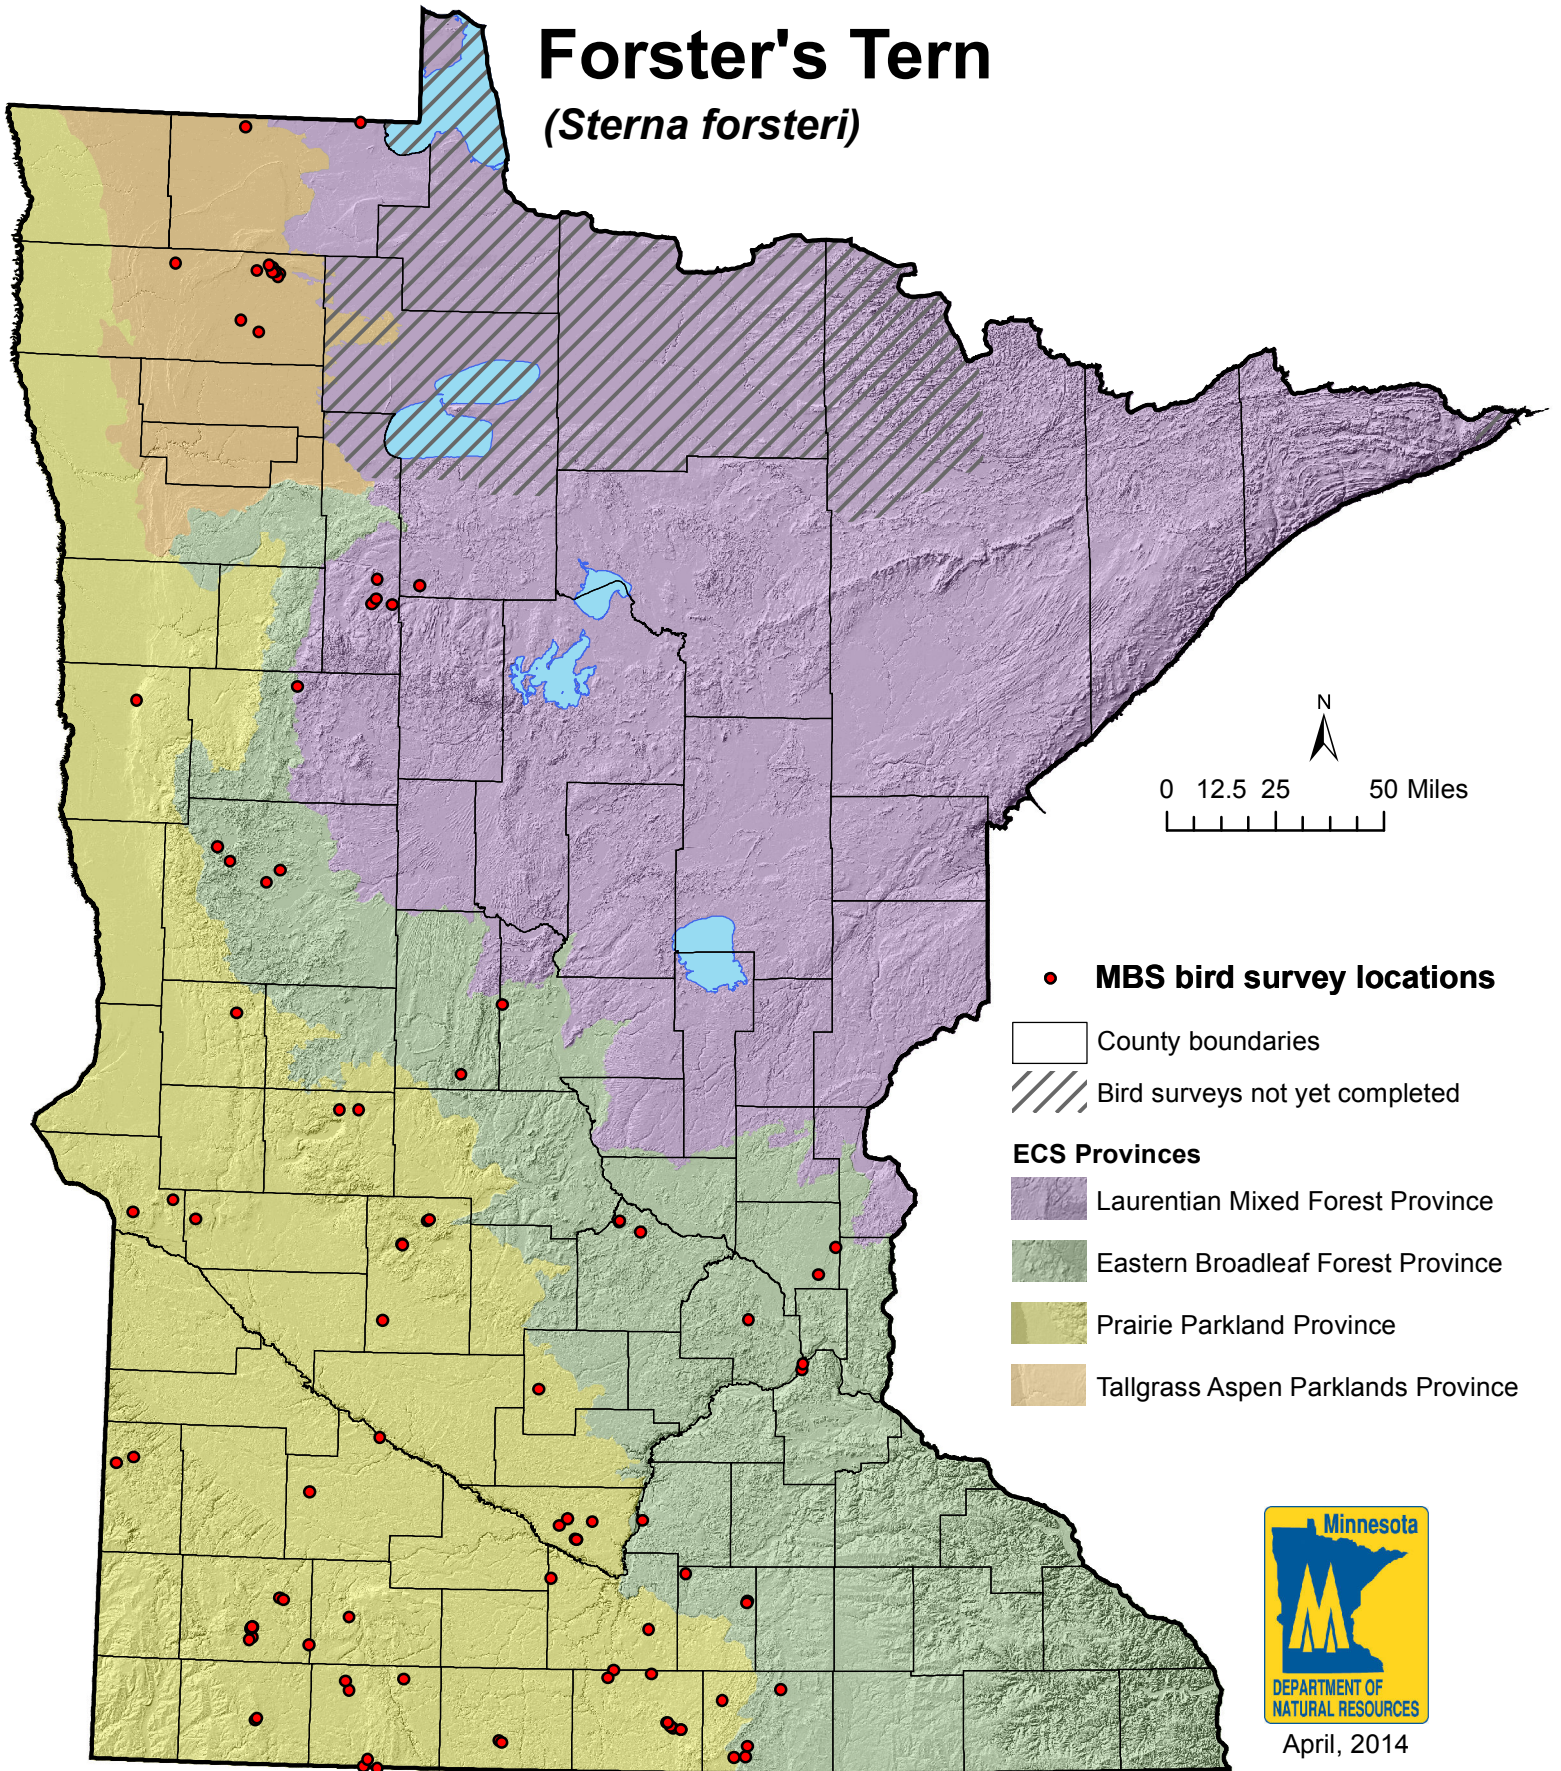 Forster's Tern
(Sterna forsteri)
N
0 12.5 25 50 Miles
MBS bird survey locations
County boundaries
Bird surveys not yet completed
ECS Provinces
Laurentian Mixed Forest Province
Eastern Broadleaf Forest Province
Prairie Parkland Province
Tallgrass Aspen Parklands Province
Minnesota
DEPARTMENT OF
NATURAL RESOURCES
April, 2014